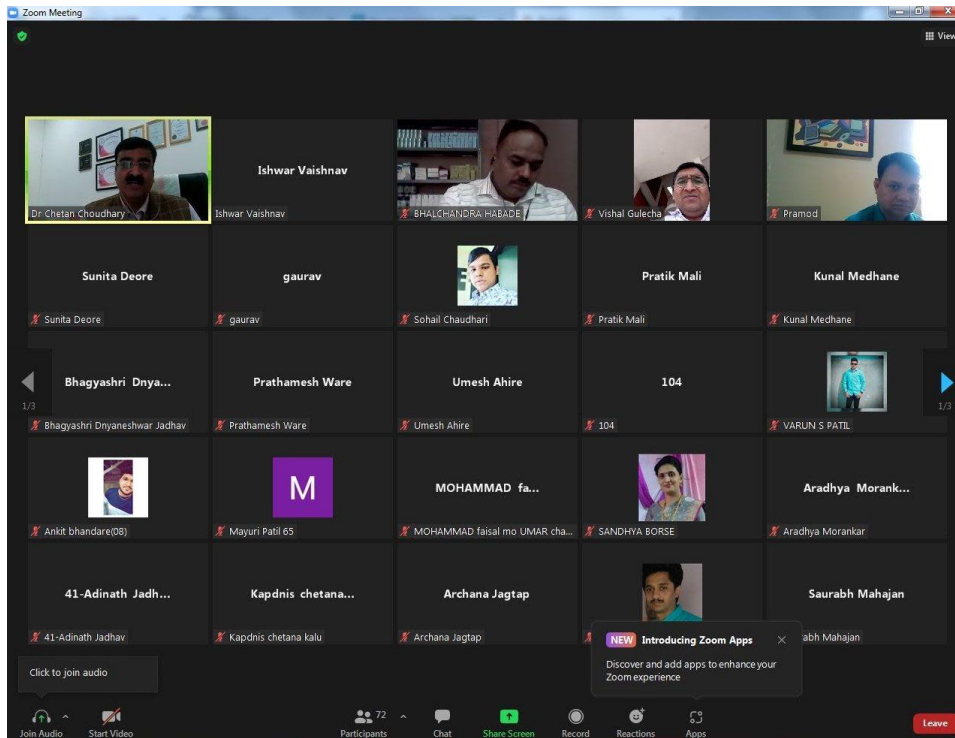 Zoom Meeting
View
Dr Chetan Choudhary
Ishwar Vaishnav
Ishwar Vaishnav
BHALCHANDRA HABADE
Vishal Gulecha
Pramod
Sunita Deore
Sunita Deore
gaurav
gaurav
Sohail Chaudhari
Pratik Mali
Pratik Mali
Kunal Medhane
Kunal Medhane
1/3
Bhagyashri Dnya...
Bhagyashri Dnyaneshwar Jadhav
Prathamesh Ware
Prathamesh Ware
Umesh Ahire
Umesh Ahire
104
104
VARUN S PATIL
1/3
Ankit bhandare(08)
M
Mayuri Patil 65
MOHAMMAD fa...
MOHAMMAD faisal mo UMAR cha...
SANDHYA BORSE
Aradhya Morank...
Aradhya Morankar
41-Adinath Jadh...
41-Adinath Jadhav
Kapdnis chetana...
Kapdnis chetana kalu
Archana Jagtap
Archana Jagtap
Saurabh Mahajan
rabh Mahajan
NEW Introducing Zoom Apps
Discover and add apps to enhance your
Zoom experience
Click to join audio
Join Audio
Start Video
72
Participants
Chat
Share Screen
Record
Reactions
Apps
Leave